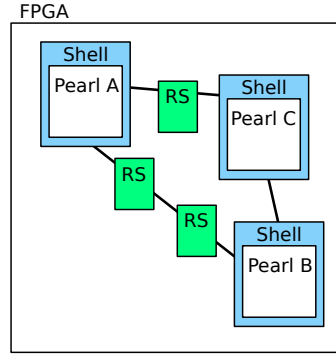 FPGA
Shell
Pearl A
RS
Shell
Pearl C
RS
RS
Shell
Pearl B